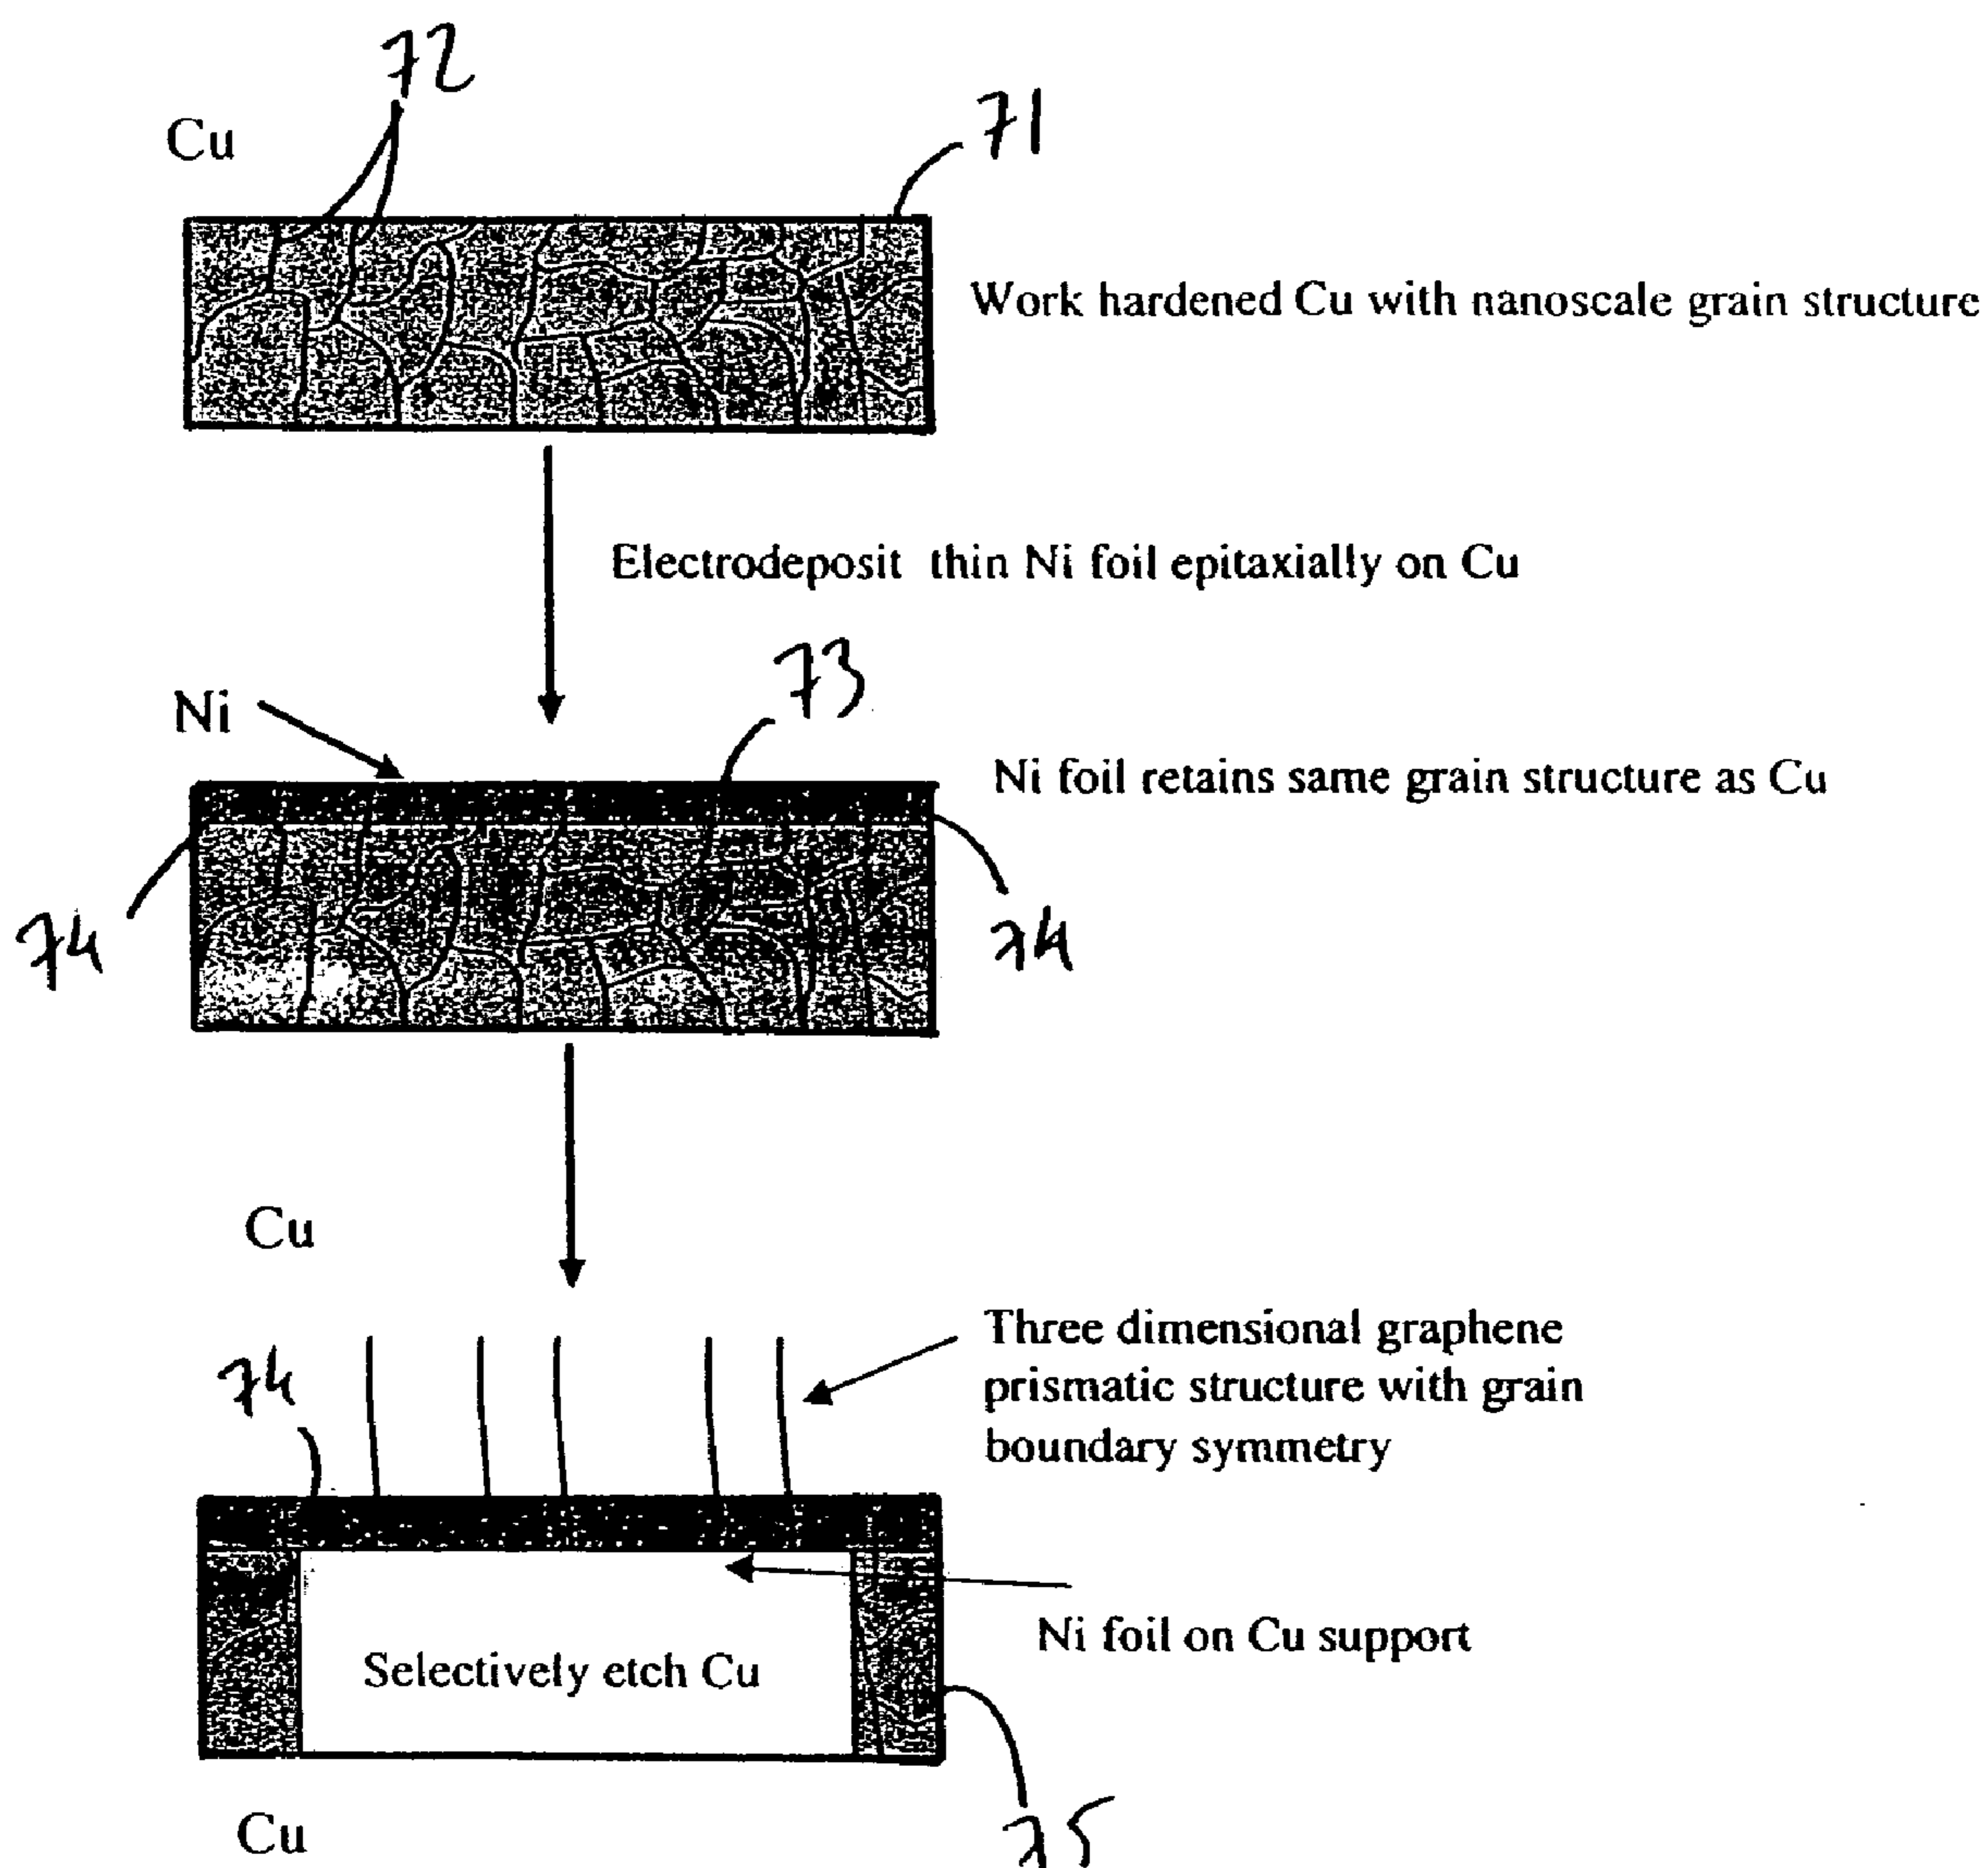 72
Cu
71
Work hardened Cu with nanoscale grain structure
Electrodeposit thin Ni foil epitaxially on Cu
73
Ni
Ni foil retains same grain structure as Cu
74
74
Cu
Three dimensional graphene
prismatic structure with grain
boundary symmetry
74
Ni foil on Cu support
Selectively etch Cu
75
Cu